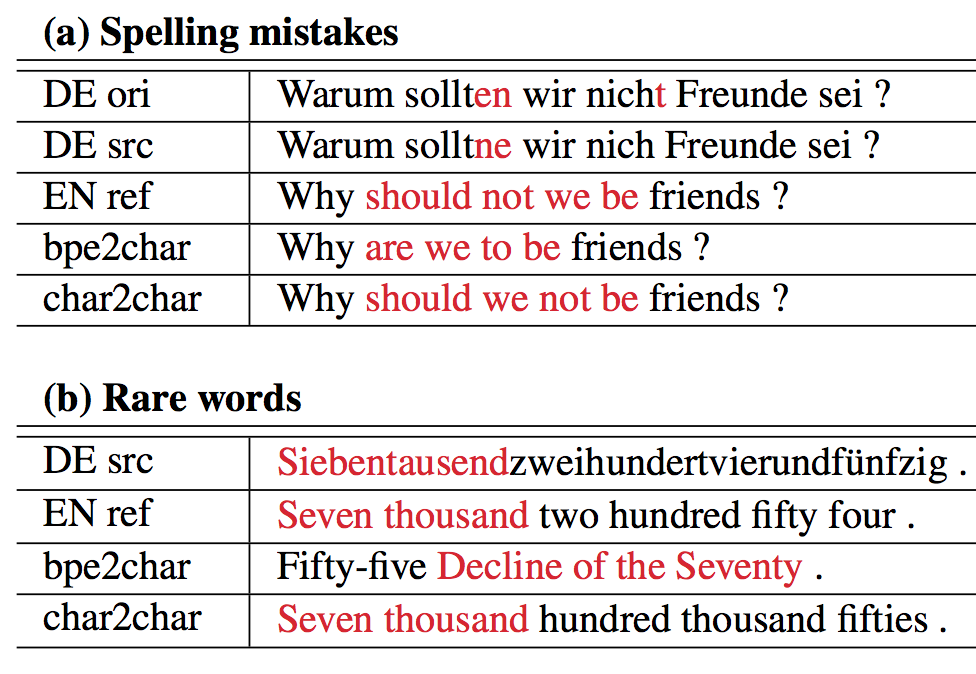 (a) Spelling mistakes
DE ori Warum sollten wir nicht Freunde sei ?
DE src Warum solltne wir nich Freunde sei ?
EN ref Why should not we be friends ?
bpe2char Why are we to be friends ?
char2char Why should we not be friends ?
(b) Rare words
DE src Siebentausendzweihundertvierundfünfzig .
EN ref Seven thousand two hundred fifty four .
bpe2char Fifty-five Decline of the Seventy .
char2char Seven thousand hundred thousand fifties .